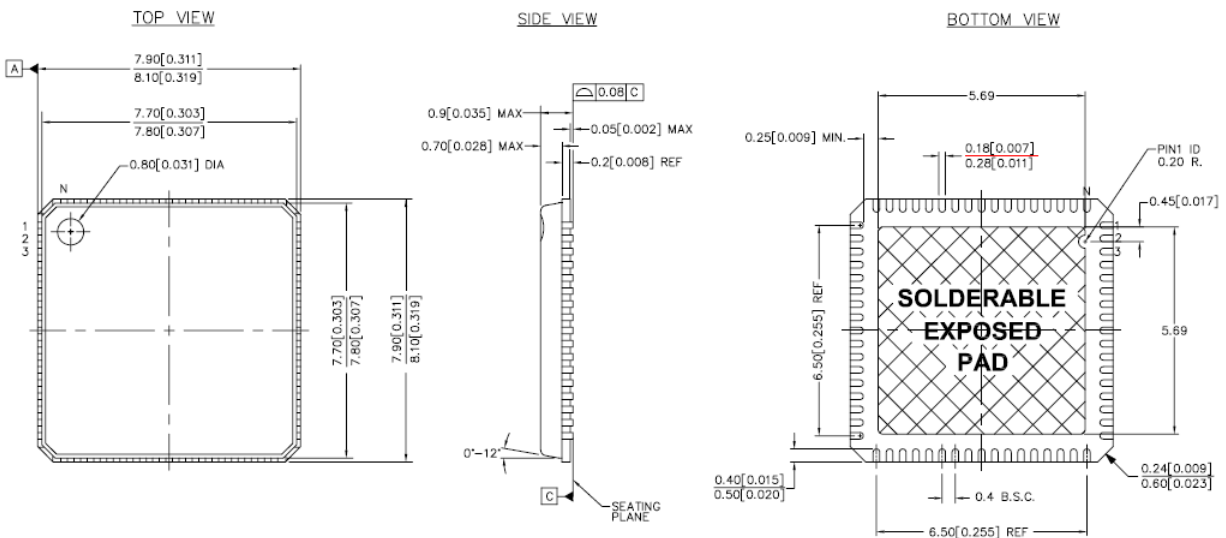 TOP VIEW
SIDE VIEW
BOTTOM VIEW
7.90[0.311]
8.10[0.319]
A
7.70[0.303]
7.80[0.307]
0.80[0.031] DIA
N
1
2
3
7.70[0.303]
7.80[0.307]
7.90[0.311]
8.10[0.319]
0.08 C
0.9[0.035] MAX
0.05[0.002] MAX
0.70[0.028] MAX
0.2[0.008] REF
0°-12°
C
SEATING
PLANE
5.69
0.25[0.009] MIN.
0.18[0.007]
0.28[0.011]
PIN1 ID
0.20 R.
N
0.45[0.017]
1
2
3
6.50[0.255] REF
SOLDERABLE
EXPOSED
PAD
5.69
0.40[0.015]
0.50[0.020]
0.4 B.S.C.
0.24[0.009]
0.60[0.023]
6.50[0.255] REF